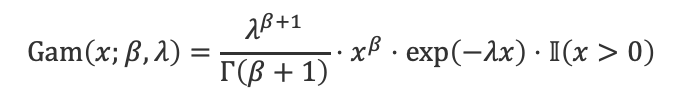 Gam(x; β, λ) = λ^{β+1} / Γ(β + 1) · x^β · exp(−λx) · 𝕀(x > 0)